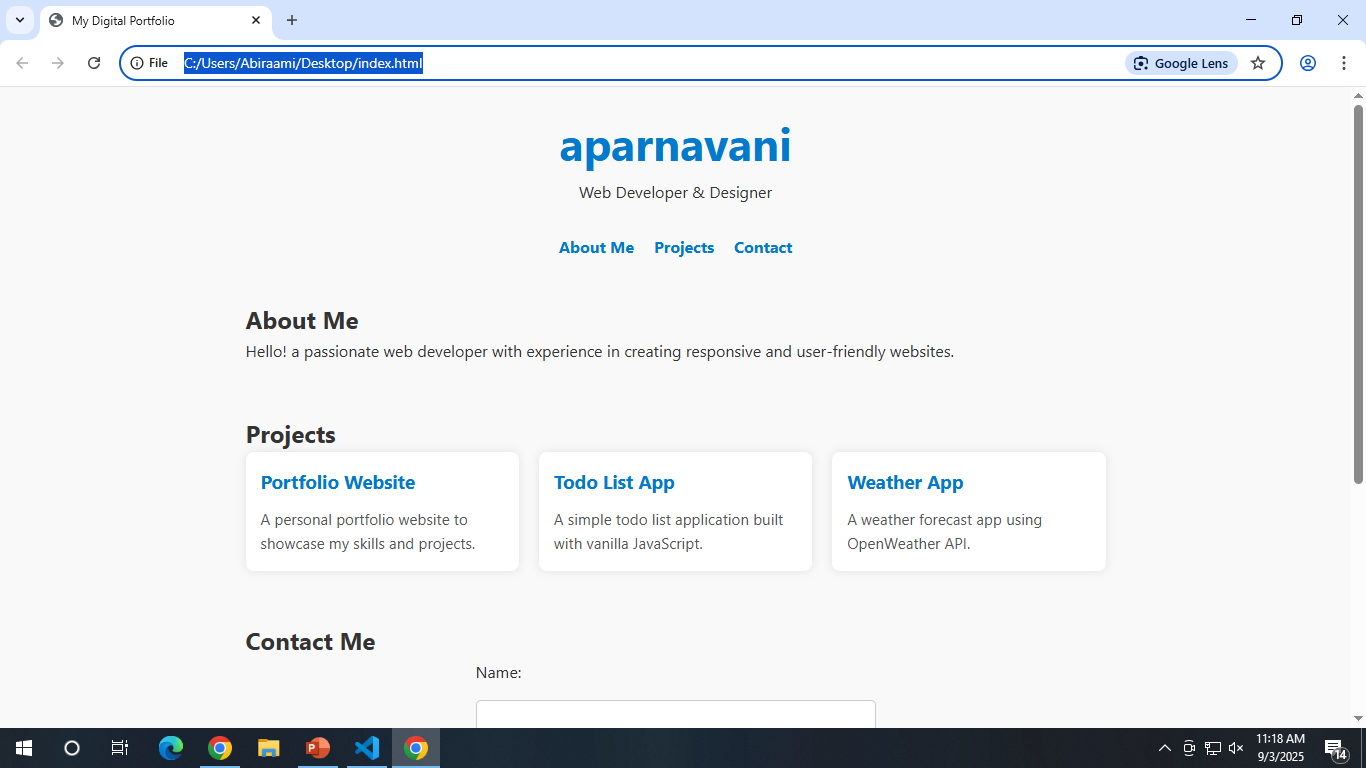 My Digital Portfolio
File
C:/Users/Abiraami/Desktop/index.html
Google Lens
aparnavani
Web Developer & Designer
About Me Projects Contact
About Me
Hello! a passionate web developer with experience in creating responsive and user-friendly websites.
Projects
Portfolio Website
A personal portfolio website to
showcase my skills and projects.
Todo List App
A simple todo list application built
with vanilla JavaScript.
Weather App
A weather forecast app using
OpenWeather API.
Contact Me
Name:
11:18 AM
9/3/2025
14